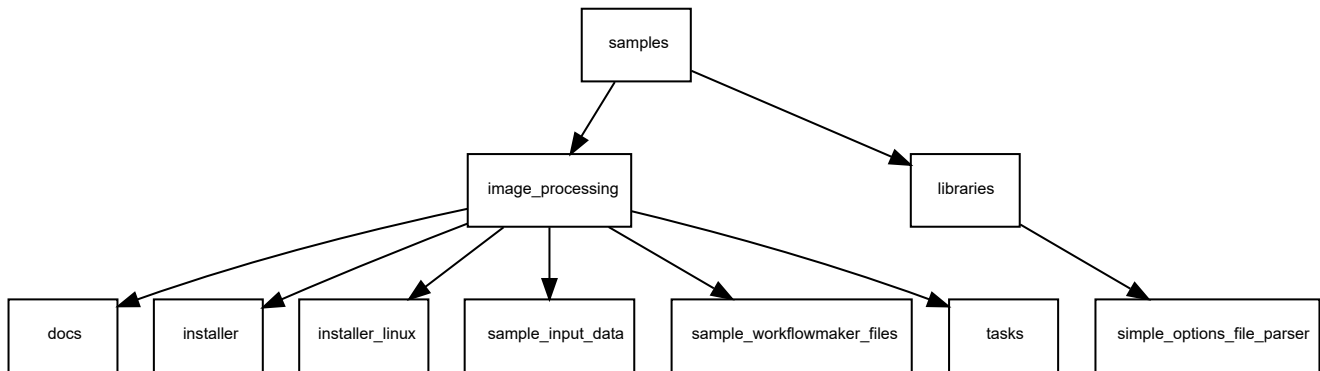 samples
image_processing
libraries
docs
installer
installer_linux
sample_input_data
sample_workflowmaker_files
tasks
simple_options_file_parser